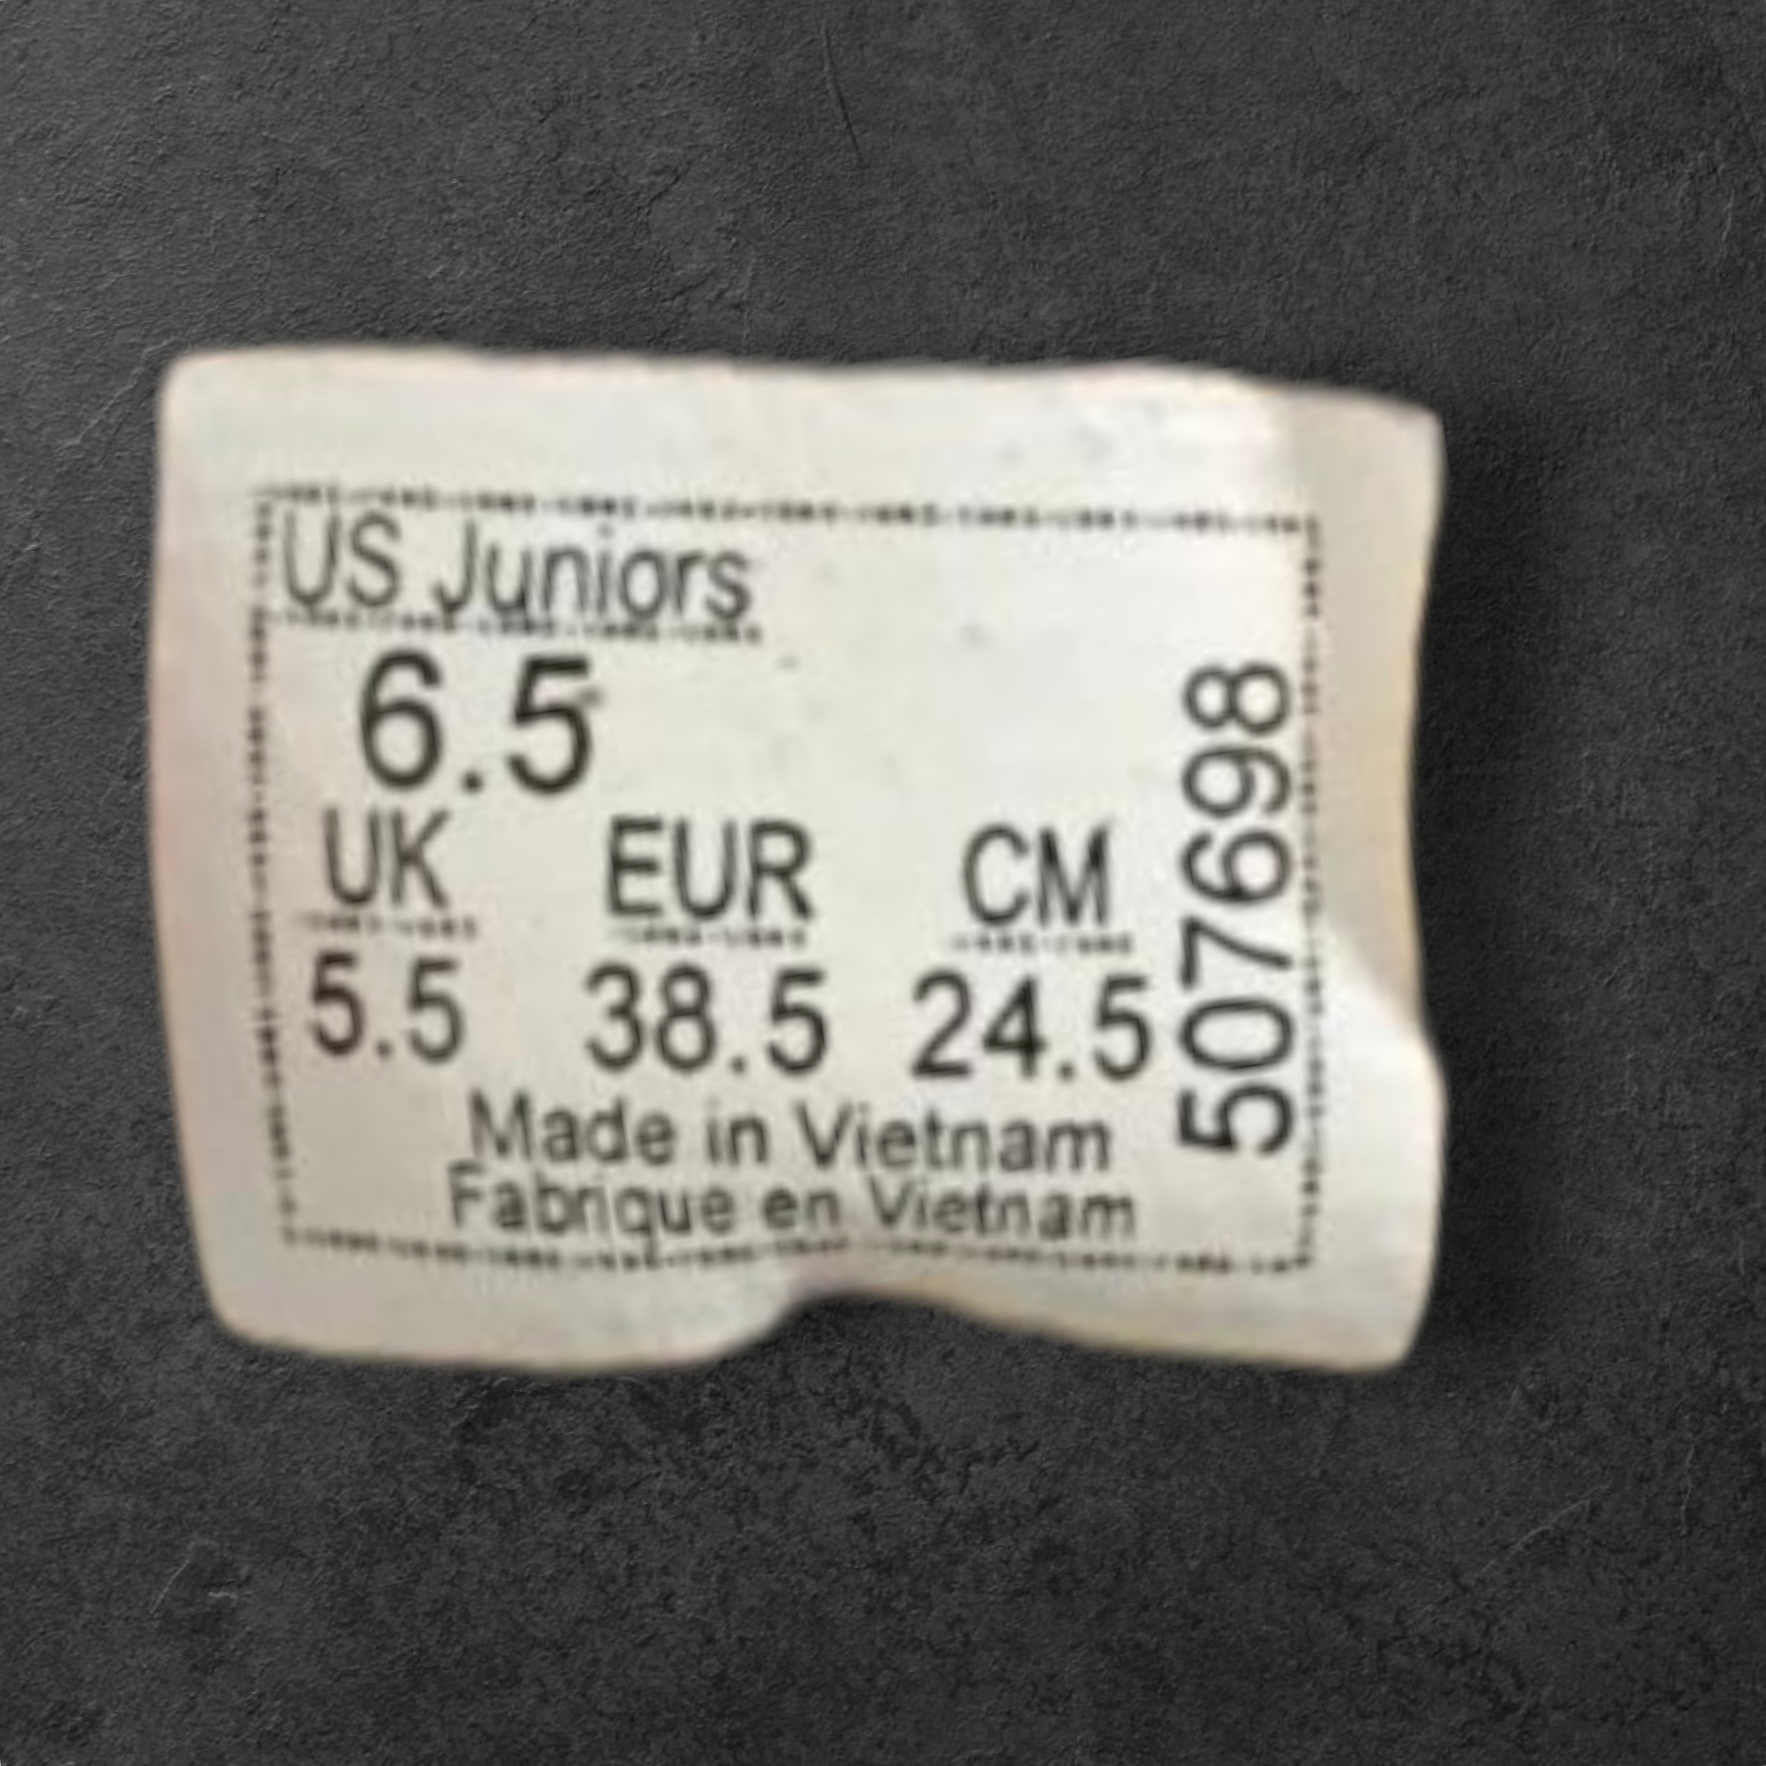 US Juniors
6.5
UK EUR CM
5.5 38.5 24.5
Made in Vietnam
Fabrique en Vietnam
507698